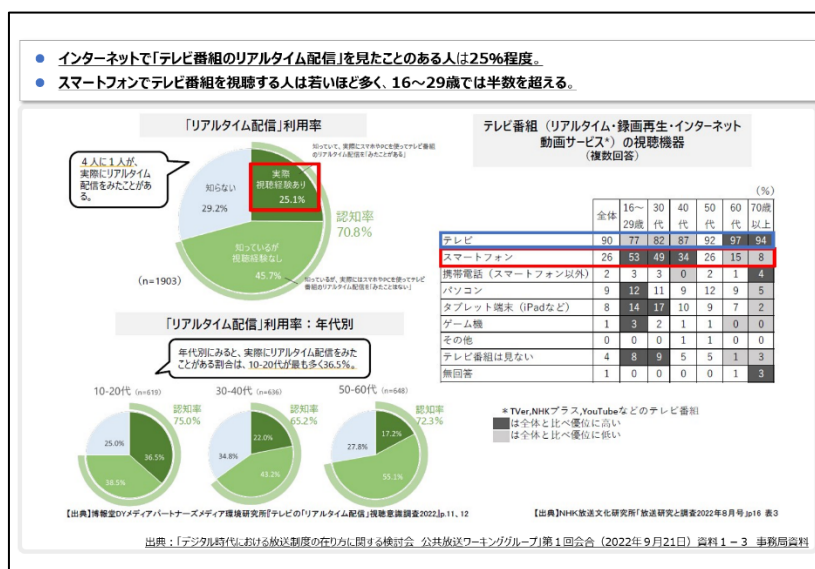 ● インターネットで「テレビ番組のリアルタイム配信」を見たことのある人は25%程度。
● スマートフォンでテレビ番組を視聴する人は若いほど多く、16～29歳では半数を超える。
「リアルタイム配信」利用率
4人に1人が、
実際にリアルタイム
配信をみたことがあ
る。
知っていて、実際にスマホやPCを使ってテレビ番組
のリアルタイム配信を「みたことがある」
実際
視聴経験あり
25.1%
知らない
29.2%
認知率
70.8%
知っているが
視聴経験なし
45.7%
知っているが、実際にはスマホやPCを使ってテレビ
番組のリアルタイム配信を「みたことはない」
(n=1903)
「リアルタイム配信」利用率：年代別
年代別にみると、実際にリアルタイム配信をみた
ことがある割合は、10-20代が最も多く36.5%。
10-20代 (n=619)
認知率
75.0%
25.0%
36.5%
38.5%
30-40代 (n=636)
認知率
65.2%
22.0%
34.8%
43.2%
50-60代 (n=648)
認知率
72.3%
17.2%
27.8%
55.1%
【出典】博報堂DYメディアパートナーズメディア環境研究所『テレビの「リアルタイム配信」視聴意識調査2022』p.11、12
テレビ番組（リアルタイム・録画再生・インターネット
動画サービス*）の視聴機器
（複数回答）
（%）
全体 16～29歳 30代 40代 50代 60代 70歳以上
テレビ 90 77 82 87 92 97 94
スマートフォン 26 53 49 34 26 15 8
携帯電話（スマートフォン以外） 2 3 3 0 2 1 4
パソコン 9 12 11 9 12 9 5
タブレット端末（iPadなど） 8 14 17 10 9 7 2
ゲーム機 1 3 2 1 1 0 0
その他 0 0 0 1 1 0 0
テレビ番組は見ない 4 8 9 5 5 1 3
無回答 1 0 0 0 0 1 3
＊TVer,NHKプラス,YouTubeなどのテレビ番組
は全体と比べ優位に高い
は全体と比べ優位に低い
【出典】NHK放送文化研究所「放送研究と調査2022年8月号」p16 表3
出典：「デジタル時代における放送制度の在り方に関する検討会 公共放送ワーキンググループ」第１回会合（2022年９月21日）資料１－３ 事務局資料